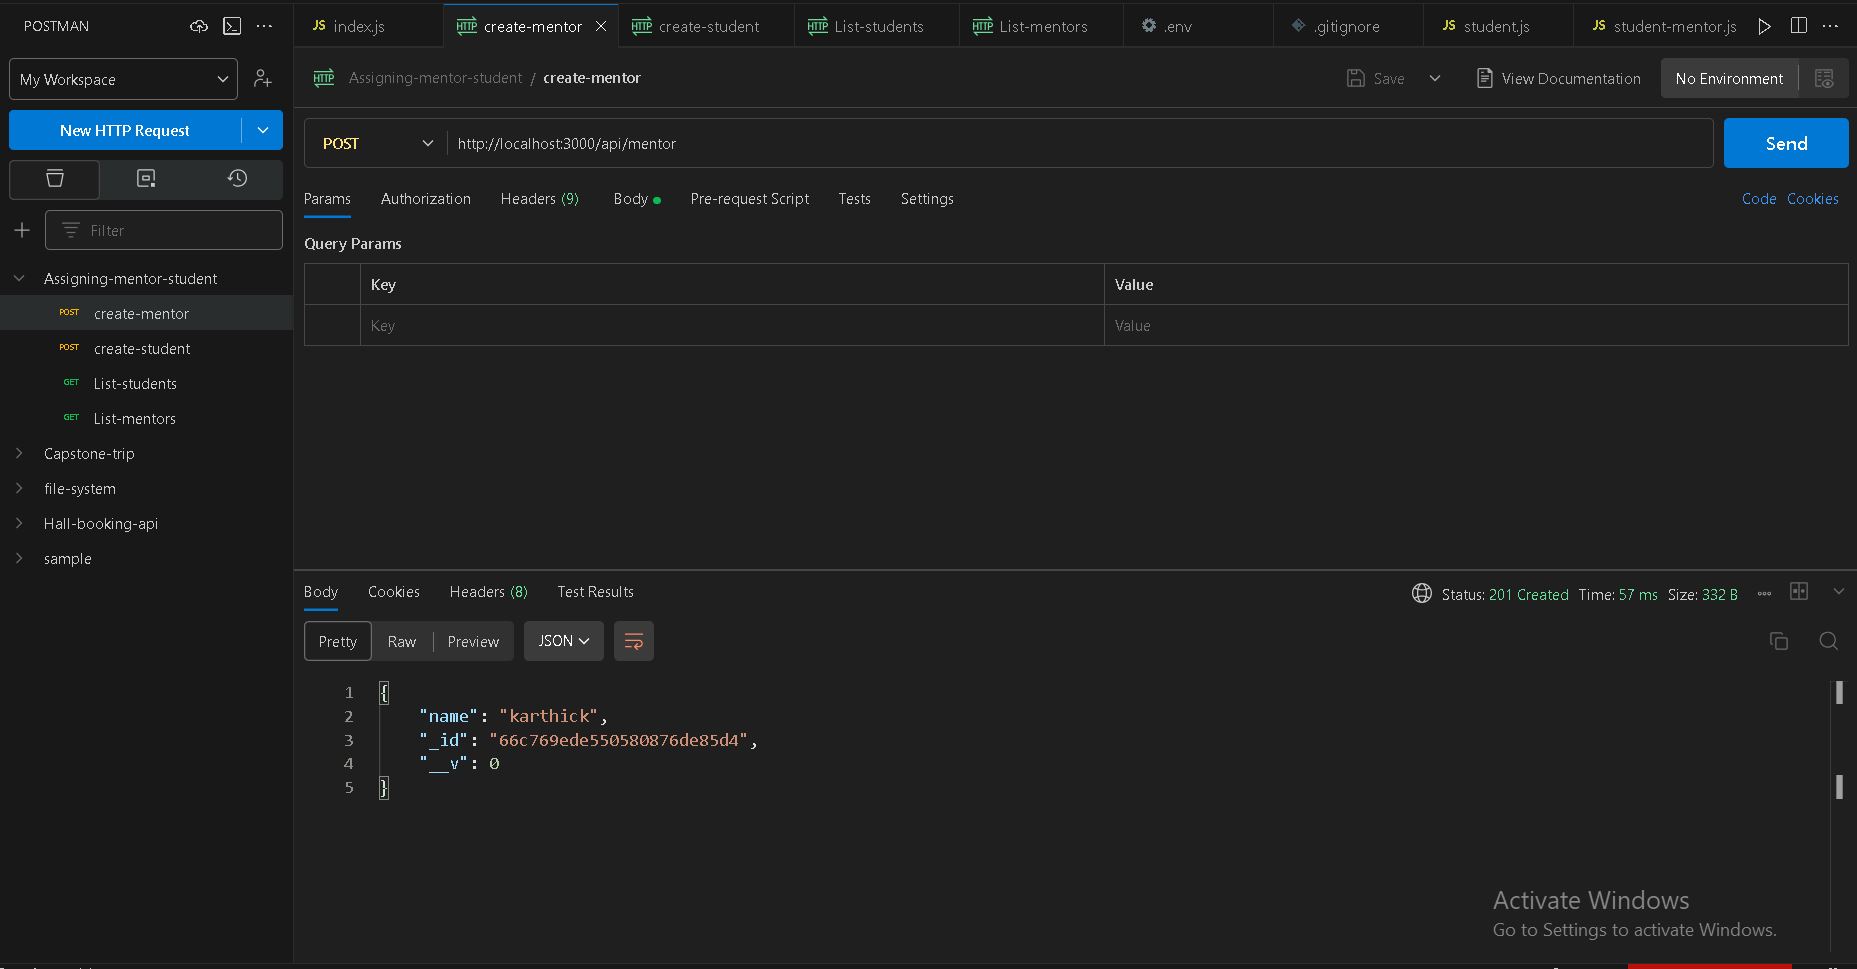 POSTMAN
index.js
HTTP create-mentor
HTTP create-student
HTTP List-students
HTTP List-mentors
.env
.gitignore
JS student.js
JS student-mentor.js
My Workspace
HTTP Assigning-mentor-student / create-mentor
Save
View Documentation
No Environment
New HTTP Request
POST
http://localhost:3000/api/mentor
Send
Params Authorization Headers (9) Body Pre-request Script Tests Settings
Code Cookies
Filter
Query Params
Key Value
Key Value
Assigning-mentor-student
POST create-mentor
POST create-student
GET List-students
GET List-mentors
Capstone-trip
file-system
Hall-booking-api
sample
Body Cookies Headers (8) Test Results
Status: 201 Created Time: 57 ms Size: 332 B
Pretty Raw Preview JSON
1 {
2 "name": "karthick",
3 "_id": "66c769ede550580876de85d4",
4 "__v": 0
5 }
Activate Windows
Go to Settings to activate Windows.